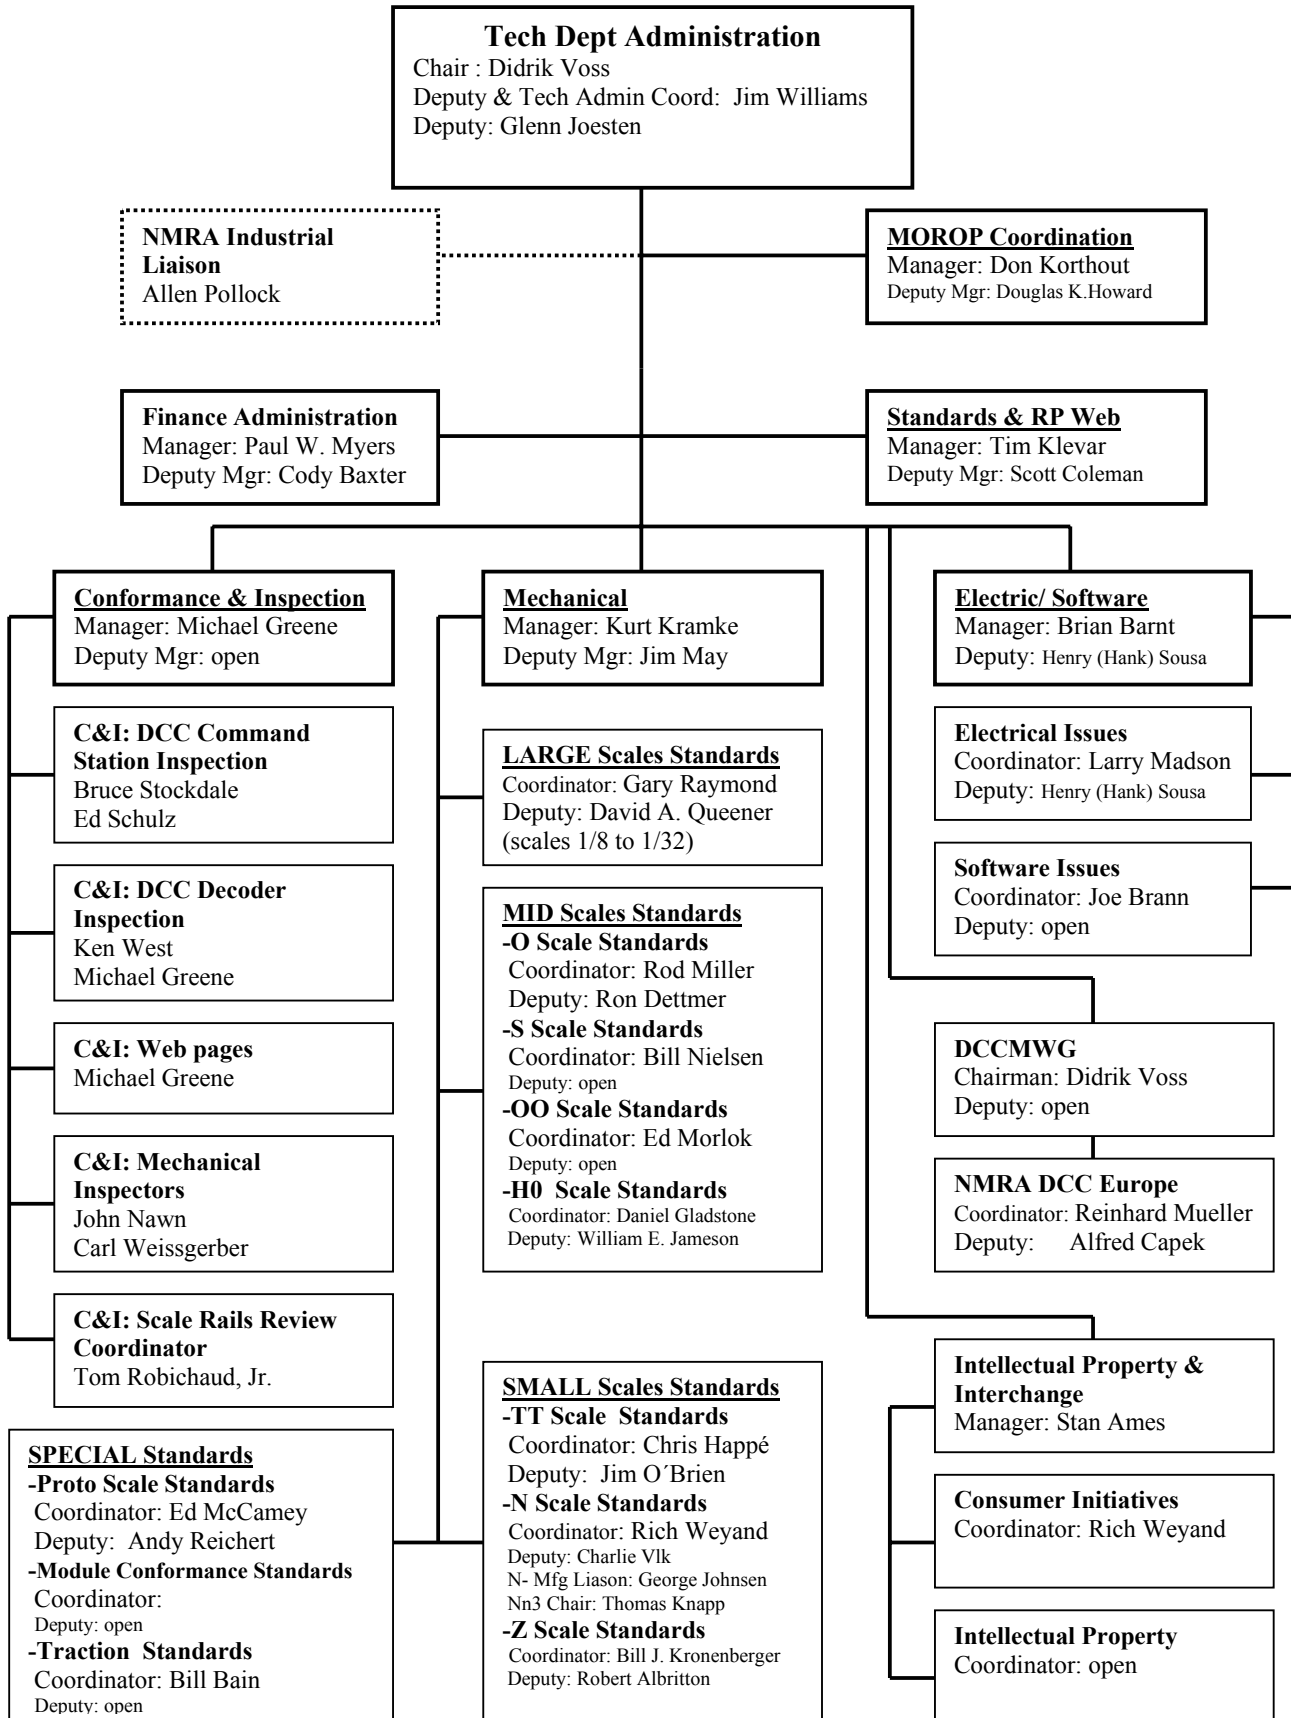 Tech Dept Administration
Chair : Didrik Voss
Deputy & Tech Admin Coord:  Jim Williams
Deputy: Glenn Joesten
NMRA Industrial
Liaison
Allen Pollock
MOROP Coordination
Manager: Don Korthout
Deputy Mgr: Douglas K.Howard
Finance Administration
Manager: Paul W. Myers
Deputy Mgr: Cody Baxter
Standards & RP Web
Manager: Tim Klevar
Deputy Mgr: Scott Coleman
Conformance & Inspection
Manager: Michael Greene
Deputy Mgr: open
C&I: DCC Command
Station Inspection
Bruce Stockdale
Ed Schulz
C&I: DCC Decoder
Inspection
Ken West
Michael Greene
C&I: Web pages
Michael Greene
C&I: Mechanical
Inspectors
John Nawn
Carl Weissgerber
C&I: Scale Rails Review
Coordinator
Tom Robichaud, Jr.
SPECIAL Standards
-Proto Scale Standards
Coordinator: Ed McCamey
Deputy:  Andy Reichert
-Module Conformance Standards
Coordinator:
Deputy: open
-Traction  Standards
Coordinator: Bill Bain
Deputy: open
Mechanical
Manager: Kurt Kramke
Deputy Mgr: Jim May
LARGE Scales Standards
Coordinator: Gary Raymond
Deputy: David A. Queener
(scales 1/8 to 1/32)
MID Scales Standards
-O Scale Standards
Coordinator: Rod Miller
Deputy: Ron Dettmer
-S Scale Standards
Coordinator: Bill Nielsen
Deputy: open
-OO Scale Standards
Coordinator: Ed Morlok
Deputy: open
-H0  Scale Standards
Coordinator: Daniel Gladstone
Deputy: William E. Jameson
SMALL Scales Standards
-TT Scale  Standards
Coordinator: Chris Happé
Deputy:  Jim O´Brien
-N Scale Standards
Coordinator: Rich Weyand
Deputy: Charlie Vlk
N- Mfg Liason: George Johnsen
Nn3 Chair: Thomas Knapp
-Z Scale Standards
Coordinator: Bill J. Kronenberger
Deputy: Robert Albritton
Electric/ Software
Manager: Brian Barnt
Deputy: Henry (Hank) Sousa
Electrical Issues
Coordinator: Larry Madson
Deputy: Henry (Hank) Sousa
Software Issues
Coordinator: Joe Brann
Deputy: open
DCCMWG
Chairman: Didrik Voss
Deputy: open
NMRA DCC Europe
Coordinator: Reinhard Mueller
Deputy:     Alfred Capek
Intellectual Property &
Interchange
Manager: Stan Ames
Consumer Initiatives
Coordinator: Rich Weyand
Intellectual Property
Coordinator: open